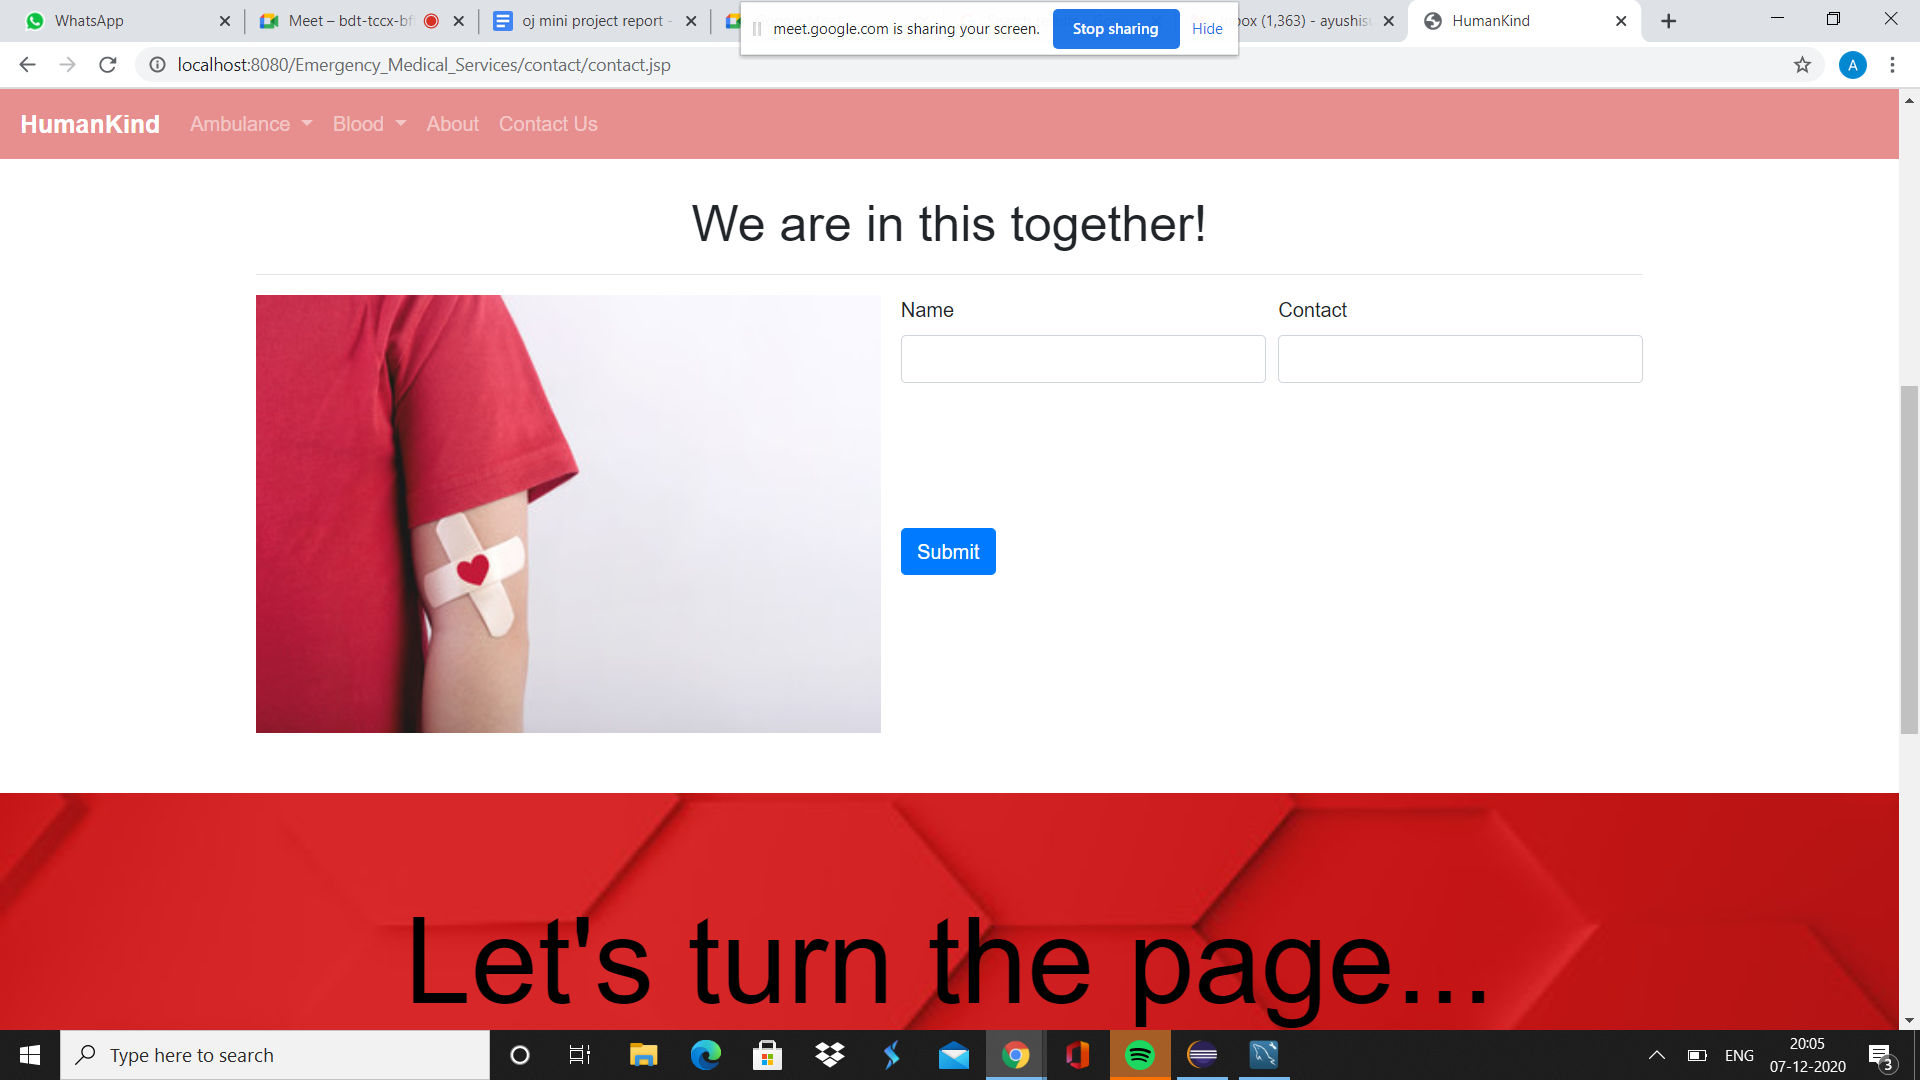 WhatsApp
Meet – bdt-tccx-bf
oj mini project report -
meet.google.com is sharing your screen.
Stop sharing
Hide
box (1,363) - ayushis
HumanKind
localhost:8080/Emergency_Medical_Services/contact/contact.jsp
A
HumanKind
Ambulance
Blood
About
Contact Us
We are in this together!
Name
Contact
Submit
Let's turn the page...
Type here to search
ENG
20:05
07-12-2020
3